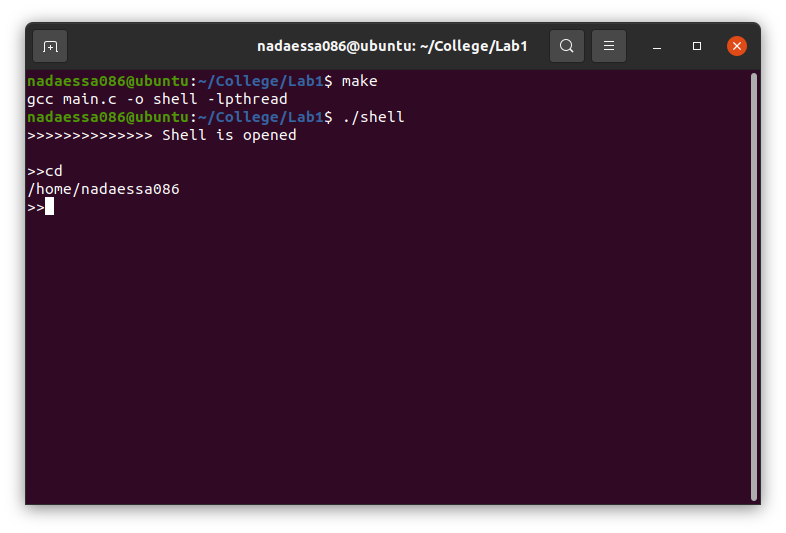 nadaessa086@ubuntu: ~/College/Lab1
nadaessa086@ubuntu:~/College/Lab1$ make
gcc main.c -o shell -lpthread
nadaessa086@ubuntu:~/College/Lab1$ ./shell
>>>>>>>>>>>>>> Shell is opened
>>cd
/home/nadaessa086
>>